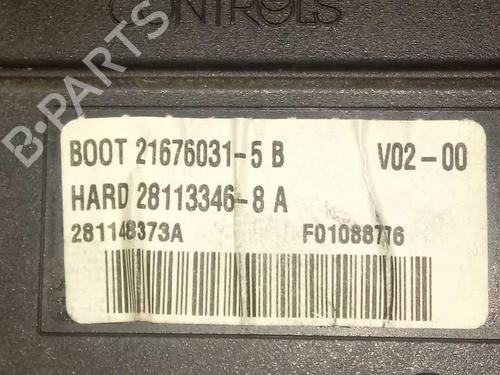 CONTROLS
BOOT 21676031-5 B V02-00
HARD 28113346-8 A
281148373A F01088776
B-PARTS